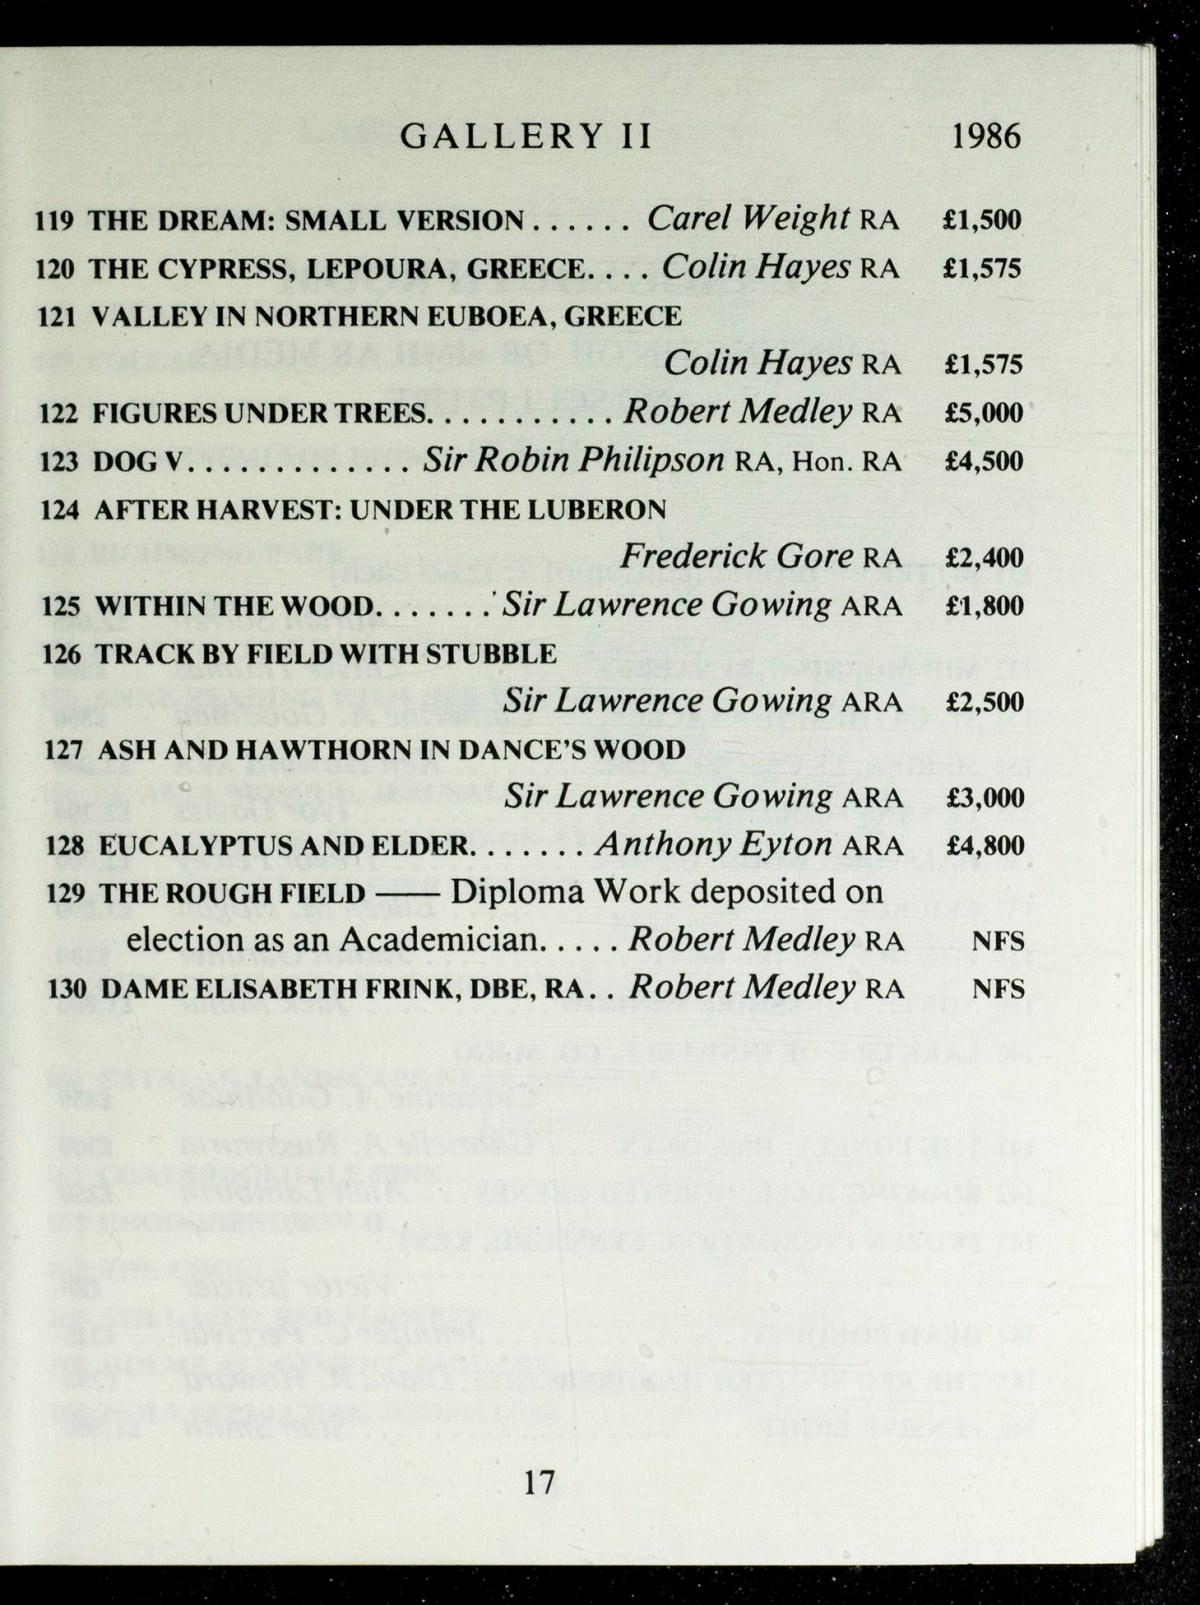 GALLERY II 1986
119 THE DREAM: SMALL VERSION...... Carel Weight RA £1,500
120 THE CYPRESS, LEPOURA, GREECE.... Colin Hayes RA £1,575
121 VALLEY IN NORTHERN EUBOEA, GREECE
Colin Hayes RA £1,575
122 FIGURES UNDER TREES........... Robert Medley RA £5,000
123 DOG V............. Sir Robin Philipson RA, Hon. RA £4,500
124 AFTER HARVEST: UNDER THE LUBERON
Frederick Gore RA £2,400
125 WITHIN THE WOOD....... Sir Lawrence Gowing ARA £1,800
126 TRACK BY FIELD WITH STUBBLE
Sir Lawrence Gowing ARA £2,500
127 ASH AND HAWTHORN IN DANCE'S WOOD
Sir Lawrence Gowing ARA £3,000
128 EUCALYPTUS AND ELDER....... Anthony Eyton ARA £4,800
129 THE ROUGH FIELD —— Diploma Work deposited on
election as an Academician..... Robert Medley RA NFS
130 DAME ELISABETH FRINK, DBE, RA.. Robert Medley RA NFS
17